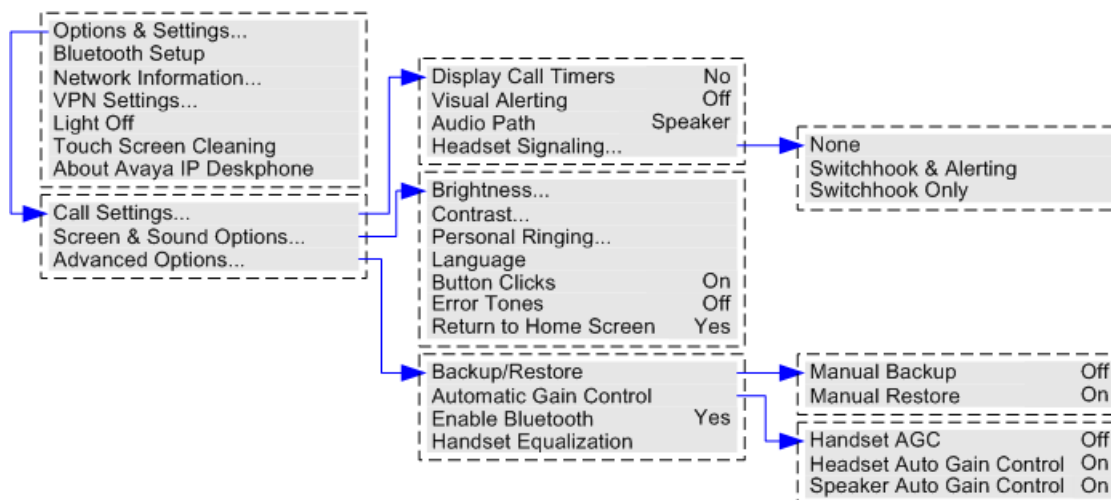 Options & Settings...
Bluetooth Setup
Network Information...
VPN Settings...
Light Off
Touch Screen Cleaning
About Avaya IP Deskphone
Call Settings...
Screen & Sound Options...
Advanced Options...
Display Call Timers No
Visual Alerting Off
Audio Path Speaker
Headset Signaling...
None
Switchhook & Alerting
Switchhook Only
Brightness...
Contrast...
Personal Ringing...
Language
Button Clicks On
Error Tones Off
Return to Home Screen Yes
Backup/Restore
Automatic Gain Control
Enable Bluetooth Yes
Handset Equalization
Manual Backup Off
Manual Restore On
Handset AGC Off
Headset Auto Gain Control On
Speaker Auto Gain Control On